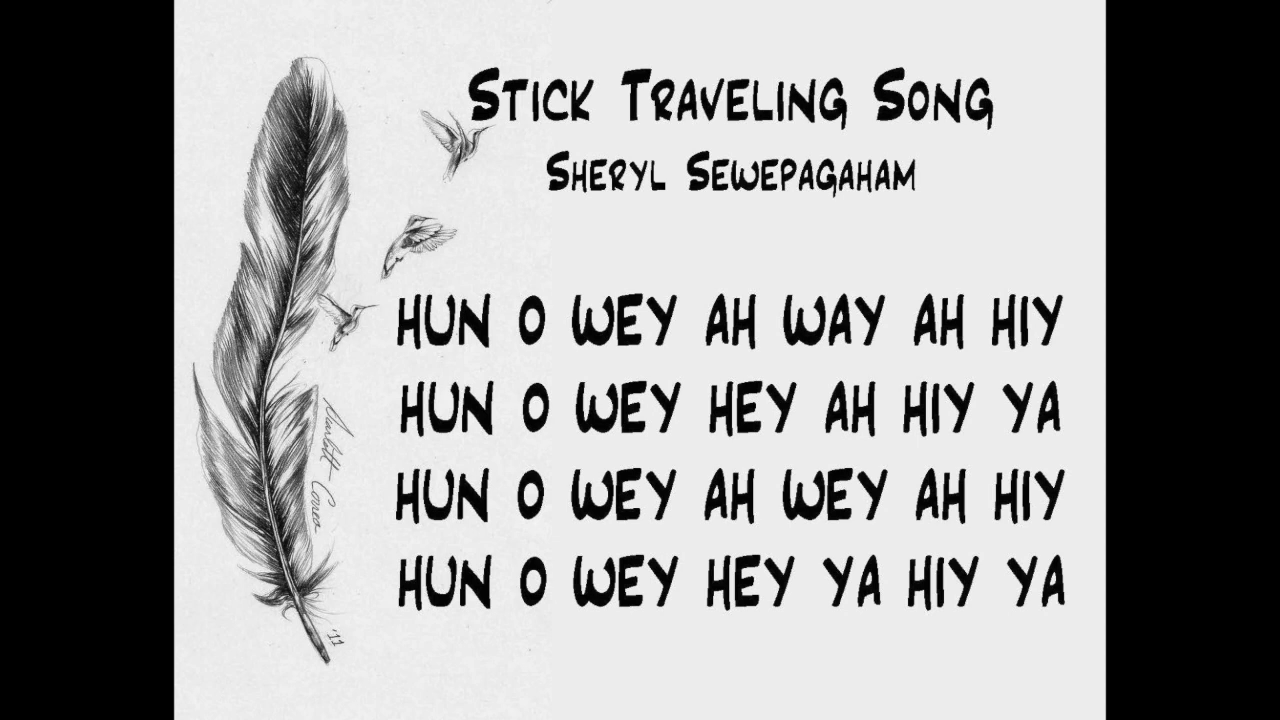 Stick Traveling Song
Sheryl Sewepagaham
HUN O WEY AH WAY AH HIY
HUN O WEY HEY AH HIY YA
HUN O WEY AH WEY AH HIY
HUN O WEY HEY YA HIY YA
'11